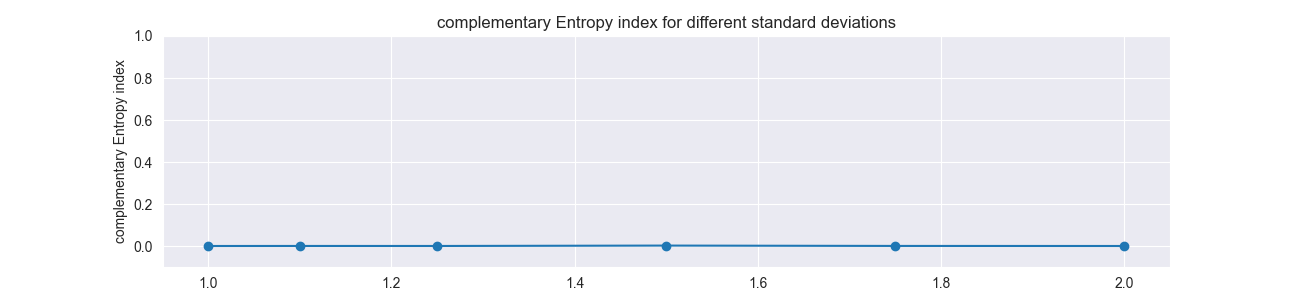 complementary Entropy index for different standard deviations
complementary Entropy index
1.0
0.8
0.6
0.4
0.2
0.0
1.0 1.2 1.4 1.6 1.8 2.0